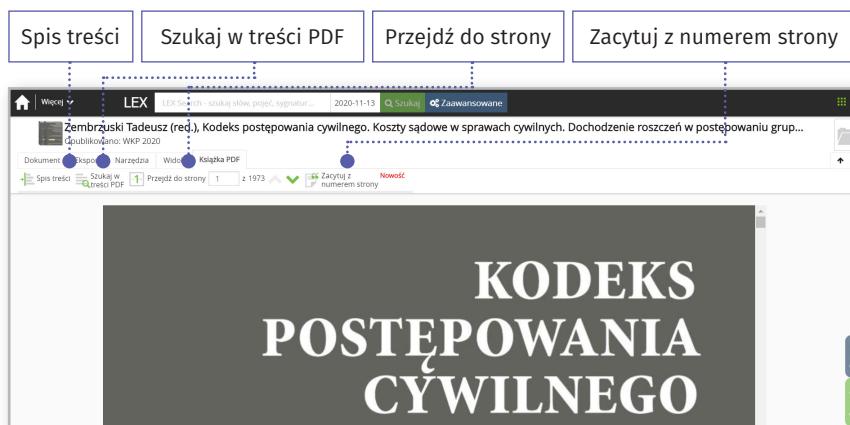 Spis treści
Szukaj w treści PDF
Przejdź do strony
Zacytuj z numerem strony
Więcej
LEX
LEX Search - szukaj słów, pojęć, sygnatur...
2020-11-13
Szukaj
Zaawansowane
Zembrzuski Tadeusz (red.), Kodeks postępowania cywilnego. Koszty sądowe w sprawach cywilnych. Dochodzenie roszczeń w postępowaniu grup...
Opublikowano: WKP 2020
Dokument
Narzędzia
Książka PDF
Spis treści
Szukaj w
treści PDF
1
Przejdź do strony 1 z 1973
Zacytuj z
numerem strony
Nowość
KODEKS
POSTĘPOWANIA
CYWILNEGO